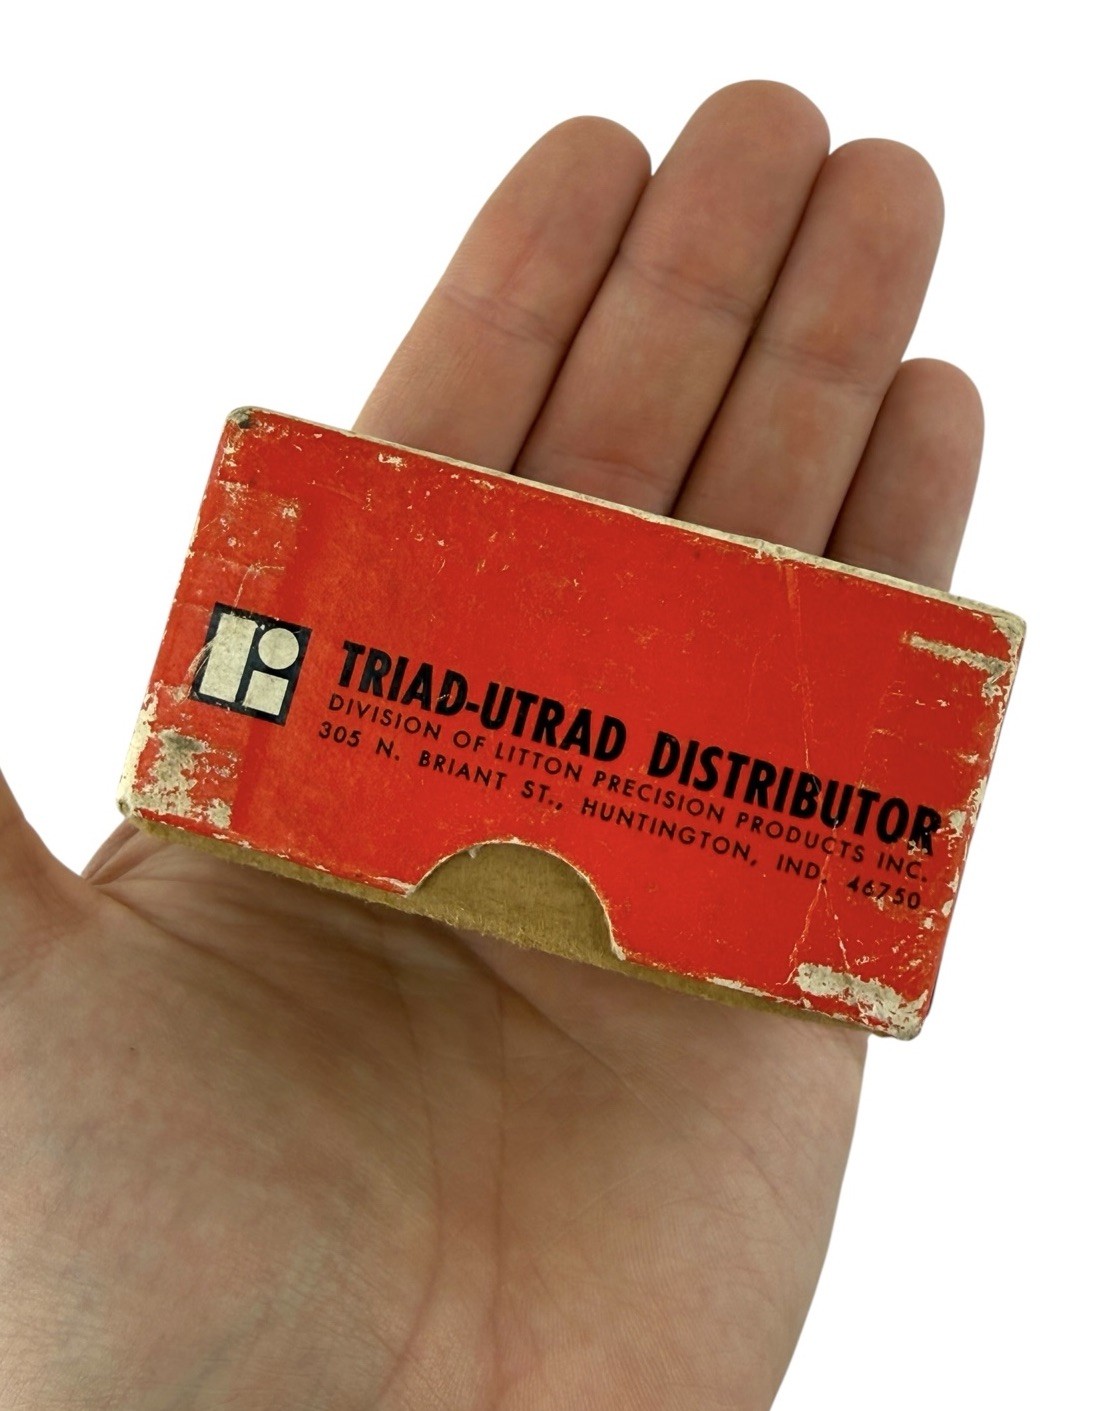 TRIAD-UTRAD DISTRIBUTOR
DIVISION OF LITTON PRECISION PRODUCTS INC.
305 N. BRIANT ST., HUNTINGTON, IND. 46750